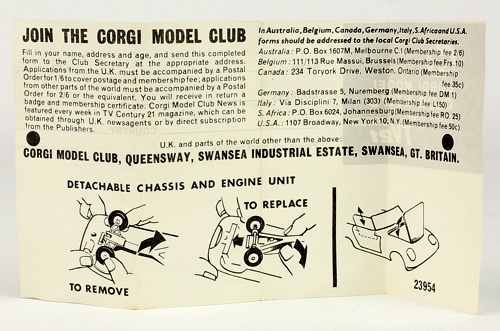 JOIN THE CORGI MODEL CLUB
Fill in your name, address and age, and send this completed
form to the Club Secretary at the appropriate address.
Applications from the U.K. must be accompanied by a Postal
Order for 1/6 to cover postage and membership fee; applications
from other parts of the world must be accompanied by a Postal
Order for 2/6 or the equivalent. You will receive in return a
badge and membership certificate. Corgi Model Club News is
featured every week in TV Century 21 magazine, which can be
obtained through U.K. newsagents or by direct subscription
from the Publishers.
In Australia, Belgium, Canada, Germany, Italy, S. Africa and U.S.A.
forms should be addressed to the local Corgi Club Secretaries.
Australia: P.O. Box 1607M, Melbourne C.1 (Membership fee 2/6)
Belgium: 111/113 Rue Massui, Brussels (Membership fee Frs. 10)
Canada: 234 Toryork Drive, Weston, Ontario (Membership
fee 35c)
Germany: Badstrasse 5, Nuremberg (Membership fee DM 1)
Italy: Via Disciplini 7, Milan (303) (Membership fee L150)
S. Africa: P.O. Box 6024, Johannesburg (Membership fee RO. 25)
U.S.A: 1107 Broadway, New York 10, N.Y. (Membership fee 50c)
U.K. and parts of the world other than the above:
CORGI MODEL CLUB, QUEENSWAY, SWANSEA INDUSTRIAL ESTATE, SWANSEA, GT. BRITAIN.
DETACHABLE CHASSIS AND ENGINE UNIT
TO REPLACE
TO REMOVE
23954